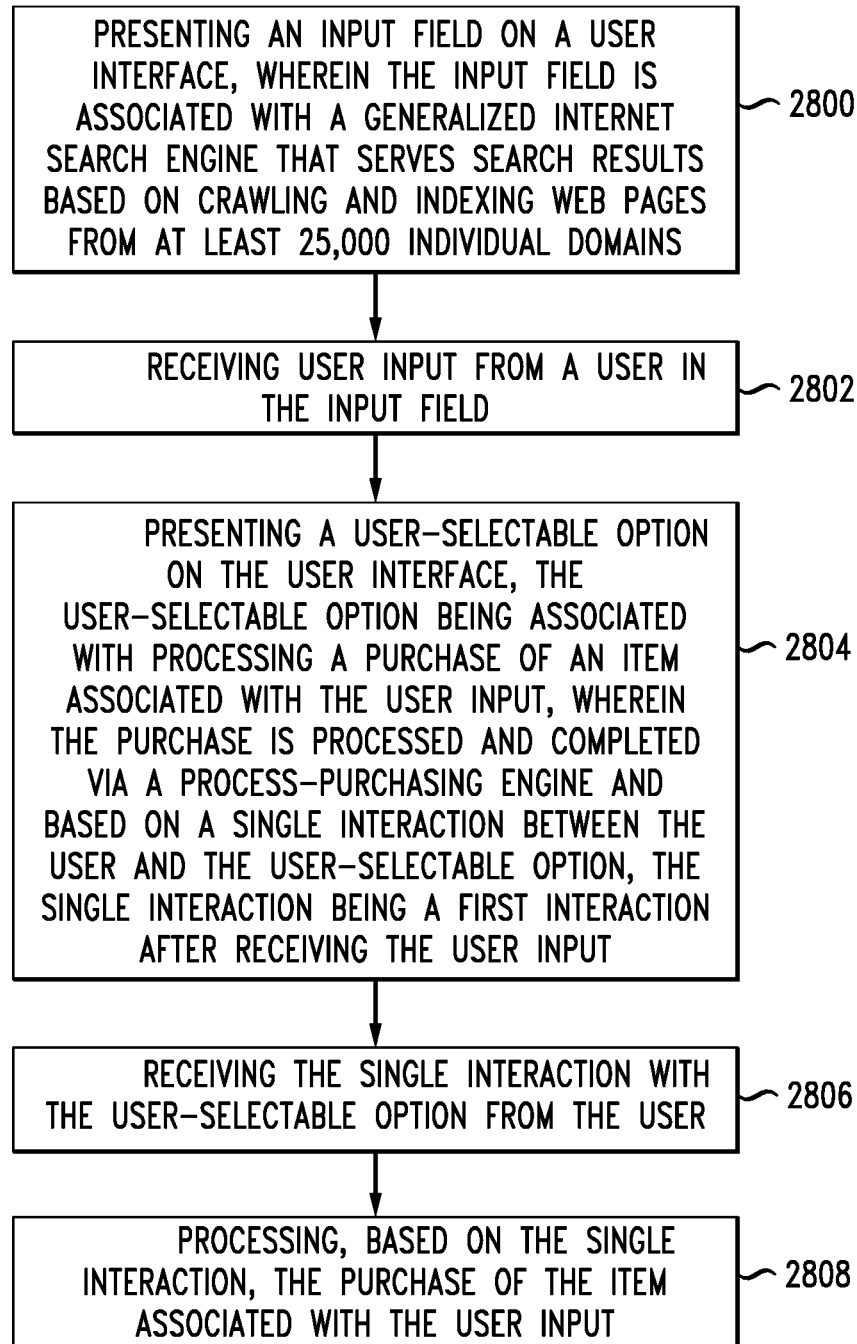 PRESENTING AN INPUT FIELD ON A USER
INTERFACE, WHEREIN THE INPUT FIELD IS
ASSOCIATED WITH A GENERALIZED INTERNET
SEARCH ENGINE THAT SERVES SEARCH RESULTS
BASED ON CRAWLING AND INDEXING WEB PAGES
FROM AT LEAST 25,000 INDIVIDUAL DOMAINS
2800
RECEIVING USER INPUT FROM A USER IN
THE INPUT FIELD
2802
PRESENTING A USER-SELECTABLE OPTION
ON THE USER INTERFACE, THE
USER-SELECTABLE OPTION BEING ASSOCIATED
WITH PROCESSING A PURCHASE OF AN ITEM
ASSOCIATED WITH THE USER INPUT, WHEREIN
THE PURCHASE IS PROCESSED AND COMPLETED
VIA A PROCESS-PURCHASING ENGINE AND
BASED ON A SINGLE INTERACTION BETWEEN THE
USER AND THE USER-SELECTABLE OPTION, THE
SINGLE INTERACTION BEING A FIRST INTERACTION
AFTER RECEIVING THE USER INPUT
2804
RECEIVING THE SINGLE INTERACTION WITH
THE USER-SELECTABLE OPTION FROM THE USER
2806
PROCESSING, BASED ON THE SINGLE
INTERACTION, THE PURCHASE OF THE ITEM
ASSOCIATED WITH THE USER INPUT
2808